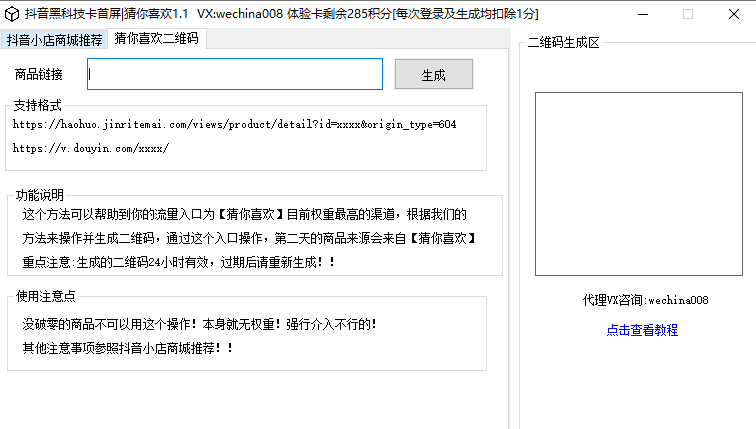 抖音黑科技卡首屏|猜你喜欢1.1 VX:wechina008 体验卡剩余285积分[每次登录及生成均扣除1分]
抖音小店商城推荐 猜你喜欢二维码
商品链接 生成
支持格式
https://haohuo.jinritemai.com/views/product/detail?id=xxxx&origin_type=604
https://v.douyin.com/xxxx/
功能说明
这个方法可以帮助到你的流量入口为【猜你喜欢】目前权重最高的渠道，根据我们的
方法来操作并生成二维码，通过这个入口操作，第二天的商品来源会来自【猜你喜欢】
重点注意:生成的二维码24小时有效，过期后请重新生成！！
使用注意点
没破零的商品不可以用这个操作！本身就无权重！强行介入不行的！
其他注意事项参照抖音小店商城推荐！！
二维码生成区
代理VX咨询:wechina008
点击查看教程